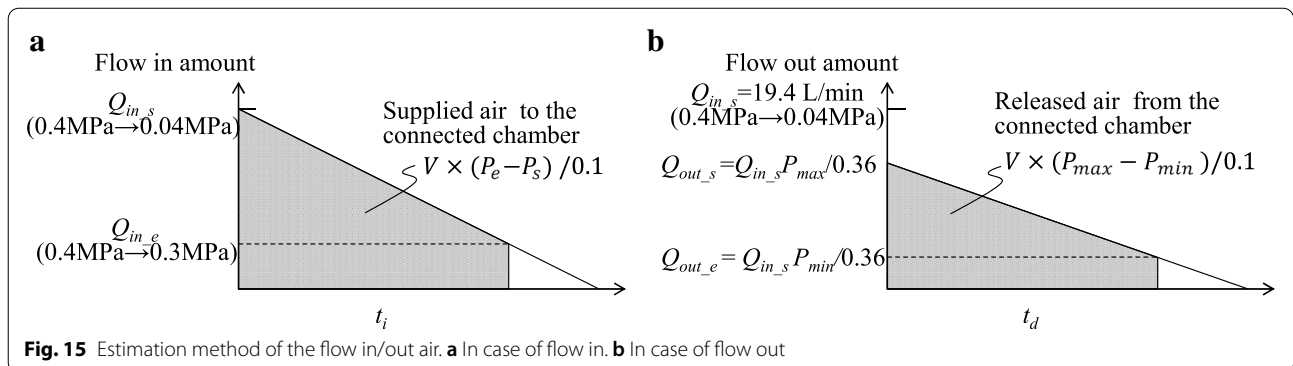 a
Flow in amount
Q_in_s
(0.4MPa→0.04MPa)
Supplied air to the
connected chamber
V × (P_e−P_s) /0.1
Q_in_e
(0.4MPa→0.3MPa)
t_i
b
Flow out amount
Q_in_s=19.4 L/min
(0.4MPa→0.04MPa)
Released air from the
connected chamber
Q_out_s =Q_in_s P_max/0.36
V × (P_max − P_min )/0.1
Q_out_e = Q_in_s P_min/0.36
t_d
Fig. 15 Estimation method of the flow in/out air. a In case of flow in. b In case of flow out